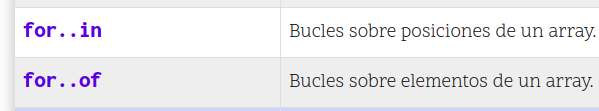 for..in Bucles sobre posiciones de un array.
for..of Bucles sobre elementos de un array.